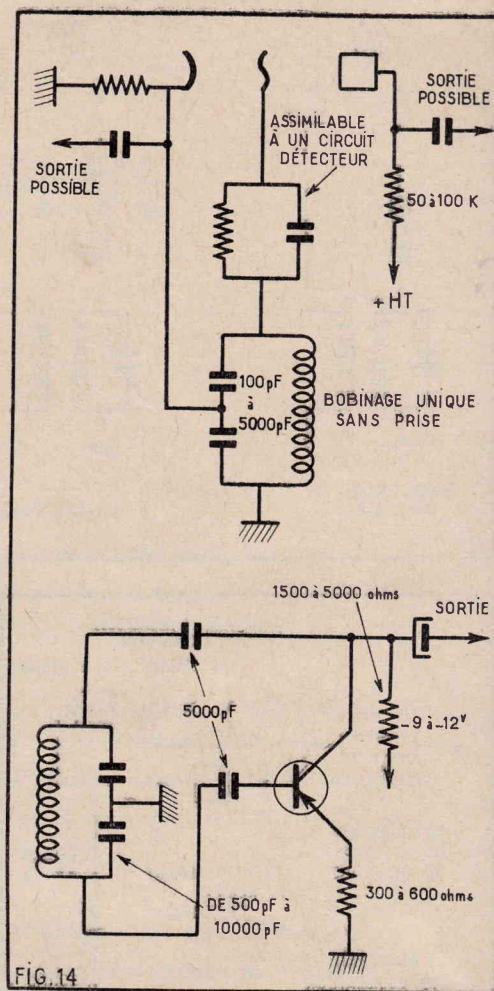 SORTIE
POSSIBLE
ASSIMILABLE
À UN CIRCUIT
DÉTECTEUR
SORTIE
POSSIBLE
50 à 100 K
+ HT
100 pF
à
5000 pF
BOBINAGE UNIQUE
SANS PRISE
1500 à 5000 ohms
SORTIE
5000 pF
-9 à -12V
DE 500 pF à
10000 pF
300 à 600 ohms
FIG. 14